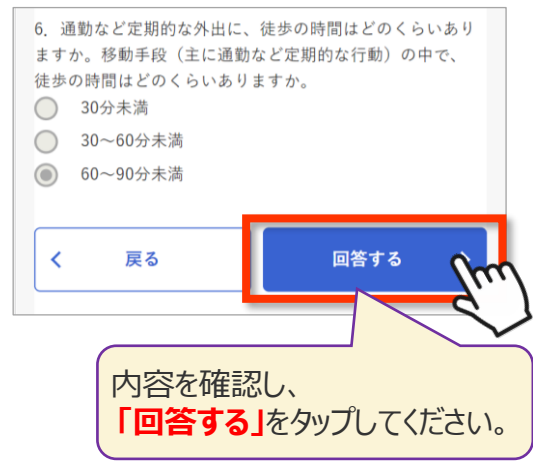 6. 通勤など定期的な外出に、徒歩の時間はどのくらいあり
ますか。移動手段（主に通勤など定期的な行動）の中で、
徒歩の時間はどのくらいありますか。
30分未満
30〜60分未満
60〜90分未満
戻る
回答する
内容を確認し、
「回答する」をタップしてください。